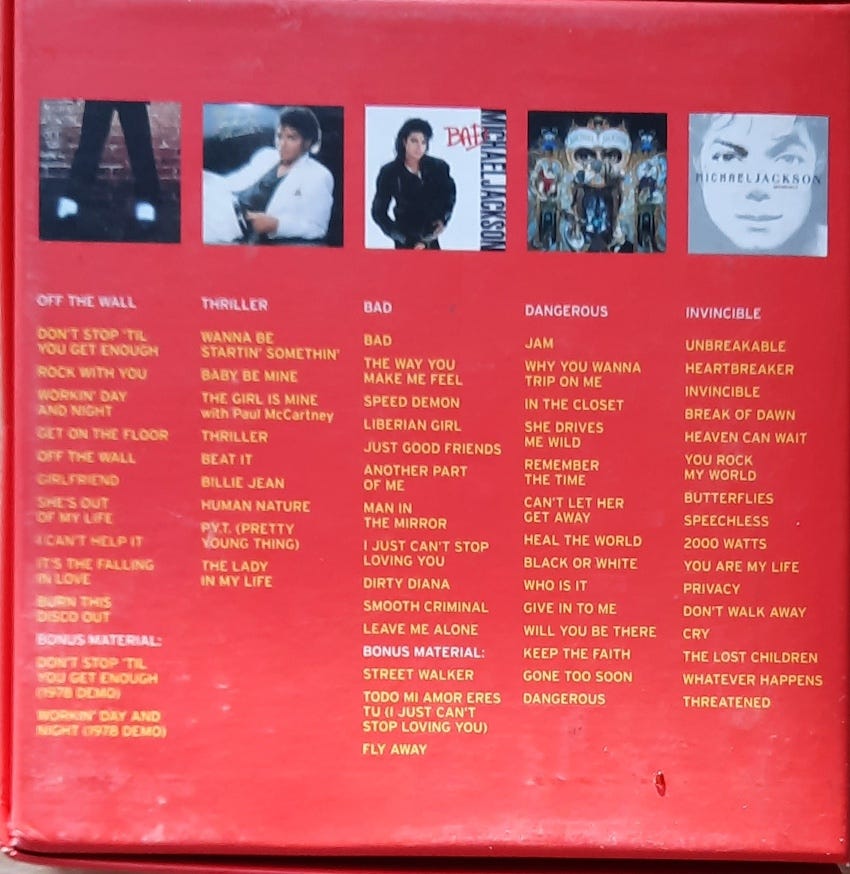 BAD
MICHAEL JACKSON
MICHAEL JACKSON
OFF THE WALL
DON'T STOP 'TIL
YOU GET ENOUGH
ROCK WITH YOU
WORKIN' DAY
AND NIGHT
GET ON THE FLOOR
OFF THE WALL
GIRLFRIEND
SHE'S OUT
OF MY LIFE
I CAN'T HELP IT
IT'S THE FALLING
IN LOVE
BURN THIS
DISCO OUT
BONUS MATERIAL:
DON'T STOP 'TIL
YOU GET ENOUGH
(1978 DEMO)
WORKIN' DAY AND
NIGHT (1978 DEMO)
THRILLER
WANNA BE
STARTIN' SOMETHIN'
BABY BE MINE
THE GIRL IS MINE
with Paul McCartney
THRILLER
BEAT IT
BILLIE JEAN
HUMAN NATURE
P.Y.T. (PRETTY
YOUNG THING)
THE LADY
IN MY LIFE
BAD
BAD
THE WAY YOU
MAKE ME FEEL
SPEED DEMON
LIBERIAN GIRL
JUST GOOD FRIENDS
ANOTHER PART
OF ME
MAN IN
THE MIRROR
I JUST CAN'T STOP
LOVING YOU
DIRTY DIANA
SMOOTH CRIMINAL
LEAVE ME ALONE
BONUS MATERIAL:
STREET WALKER
TODO MI AMOR ERES
TU (I JUST CAN'T
STOP LOVING YOU)
FLY AWAY
DANGEROUS
JAM
WHY YOU WANNA
TRIP ON ME
IN THE CLOSET
SHE DRIVES
ME WILD
REMEMBER
THE TIME
CAN'T LET HER
GET AWAY
HEAL THE WORLD
BLACK OR WHITE
WHO IS IT
GIVE IN TO ME
WILL YOU BE THERE
KEEP THE FAITH
GONE TOO SOON
DANGEROUS
INVINCIBLE
UNBREAKABLE
HEARTBREAKER
INVINCIBLE
BREAK OF DAWN
HEAVEN CAN WAIT
YOU ROCK
MY WORLD
BUTTERFLIES
SPEECHLESS
2000 WATTS
YOU ARE MY LIFE
PRIVACY
DON'T WALK AWAY
CRY
THE LOST CHILDREN
WHATEVER HAPPENS
THREATENED